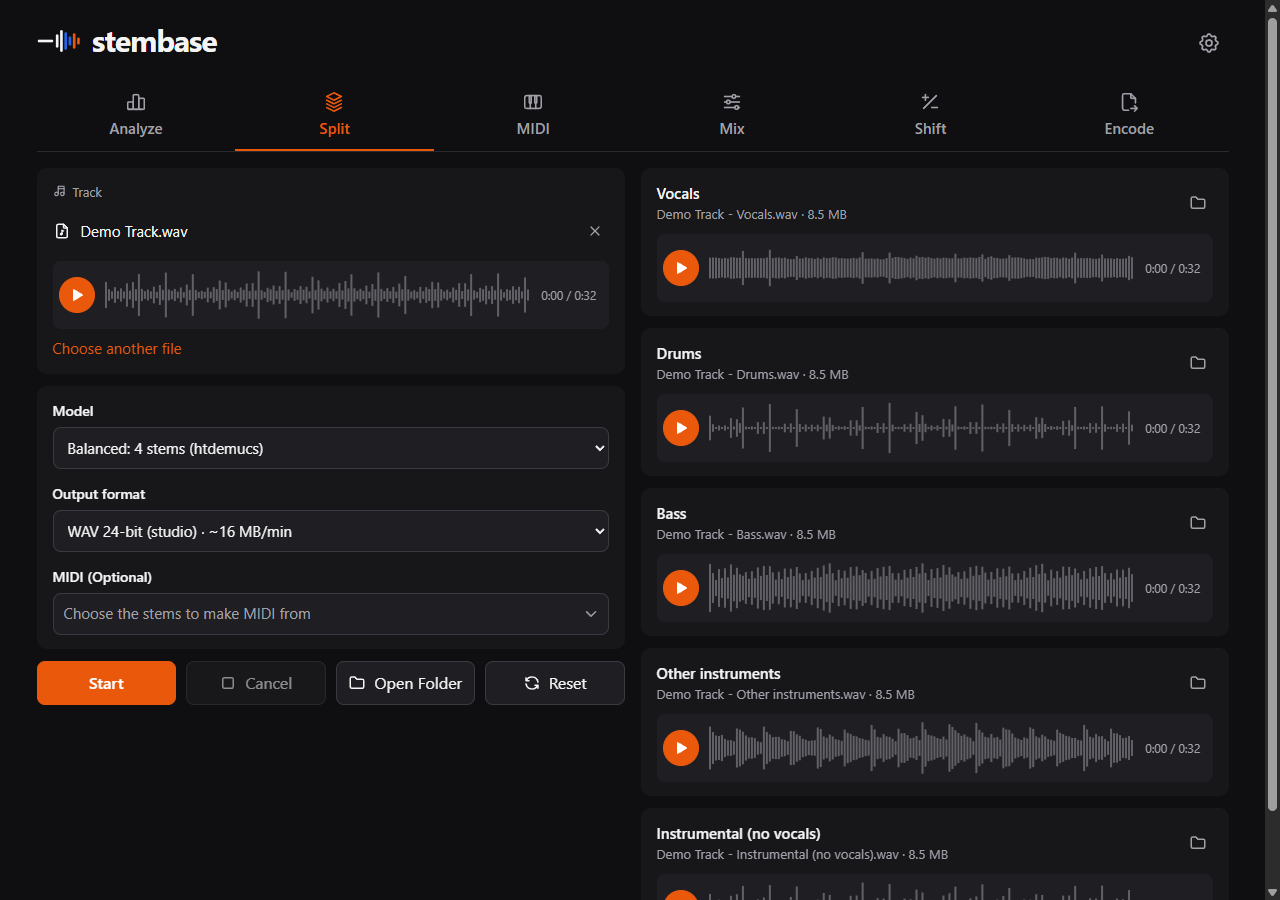 stembase
Analyze
Split
MIDI
Mix
Shift
Encode
Track
Demo Track.wav
0:00 / 0:32
Choose another file
Model
Balanced: 4 stems (htdemucs)
Output format
WAV 24-bit (studio) · ~16 MB/min
MIDI (Optional)
Choose the stems to make MIDI from
Start
Cancel
Open Folder
Reset
Vocals
Demo Track - Vocals.wav · 8.5 MB
0:00 / 0:32
Drums
Demo Track - Drums.wav · 8.5 MB
0:00 / 0:32
Bass
Demo Track - Bass.wav · 8.5 MB
0:00 / 0:32
Other instruments
Demo Track - Other instruments.wav · 8.5 MB
0:00 / 0:32
Instrumental (no vocals)
Demo Track - Instrumental (no vocals).wav · 8.5 MB